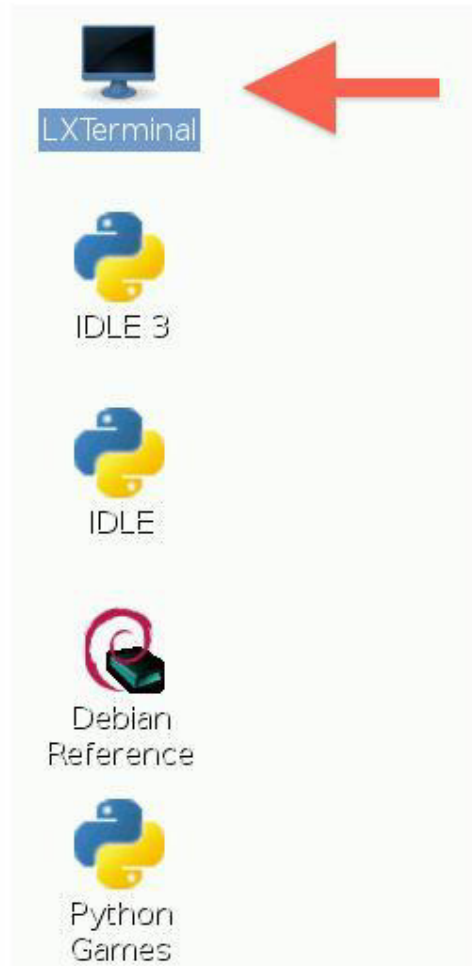 LXTerminal
IDLE 3
IDLE
Debian
Reference
Python
Games